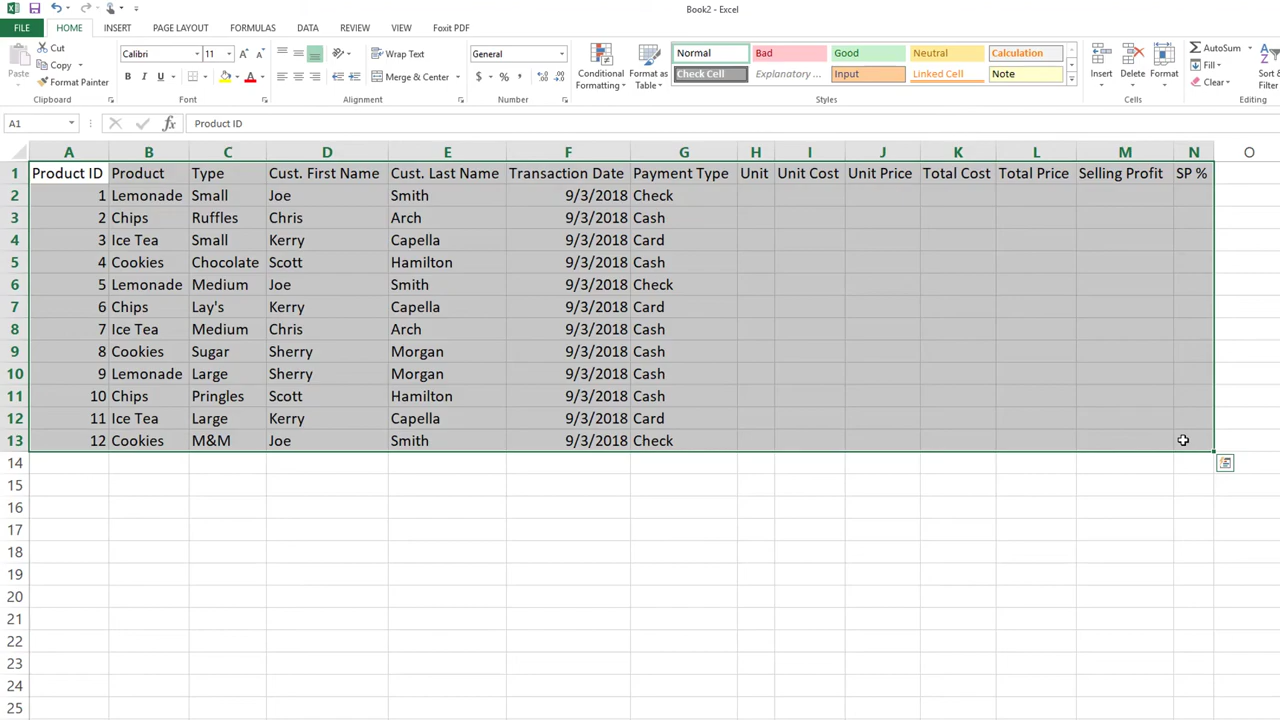 Book2 - Excel
FILE HOME INSERT PAGE LAYOUT FORMULAS DATA REVIEW VIEW Foxit PDF
Paste
Cut
Copy
Format Painter
Clipboard
Calibri 11
B I U
Font
Wrap Text
Merge & Center
Alignment
General
$ % ,
Number
Conditional Formatting
Format as Table
Normal Bad Good Neutral Calculation
Check Cell Explanatory ... Input Linked Cell Note
Styles
Insert Delete Format
Cells
AutoSum
Fill
Clear
Sort
Filter
Editing
A1 fx Product ID
A B C D E F G H I J K L M N O
1 Product ID Product Type Cust. First Name Cust. Last Name Transaction Date Payment Type Unit Unit Cost Unit Price Total Cost Total Price Selling Profit SP %
2 1 Lemonade Small Joe Smith 9/3/2018 Check
3 2 Chips Ruffles Chris Arch 9/3/2018 Cash
4 3 Ice Tea Small Kerry Capella 9/3/2018 Card
5 4 Cookies Chocolate Scott Hamilton 9/3/2018 Cash
6 5 Lemonade Medium Joe Smith 9/3/2018 Check
7 6 Chips Lay's Kerry Capella 9/3/2018 Card
8 7 Ice Tea Medium Chris Arch 9/3/2018 Cash
9 8 Cookies Sugar Sherry Morgan 9/3/2018 Cash
10 9 Lemonade Large Sherry Morgan 9/3/2018 Cash
11 10 Chips Pringles Scott Hamilton 9/3/2018 Cash
12 11 Ice Tea Large Kerry Capella 9/3/2018 Card
13 12 Cookies M&M Joe Smith 9/3/2018 Check
14
15
16
17
18
19
20
21
22
23
24
25